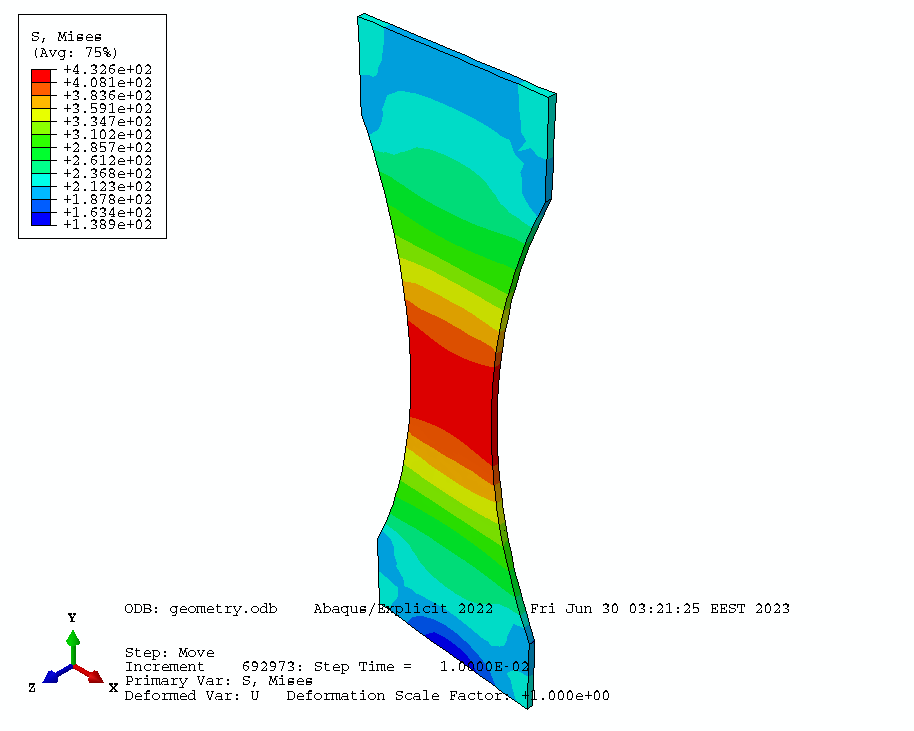 S, Mises
(Avg: 75%)
+4.326e+02
+4.081e+02
+3.836e+02
+3.591e+02
+3.347e+02
+3.102e+02
+2.857e+02
+2.612e+02
+2.368e+02
+2.123e+02
+1.878e+02
+1.634e+02
+1.389e+02
ODB: geometry.odb    Abaqus/Explicit 2022    Fri Jun 30 03:21:25 EEST 2023
Y
Z
X
Step: Move
Increment    692973: Step Time =   1.0000E-02
Primary Var: S, Mises
Deformed Var: U   Deformation Scale Factor: +1.000e+00